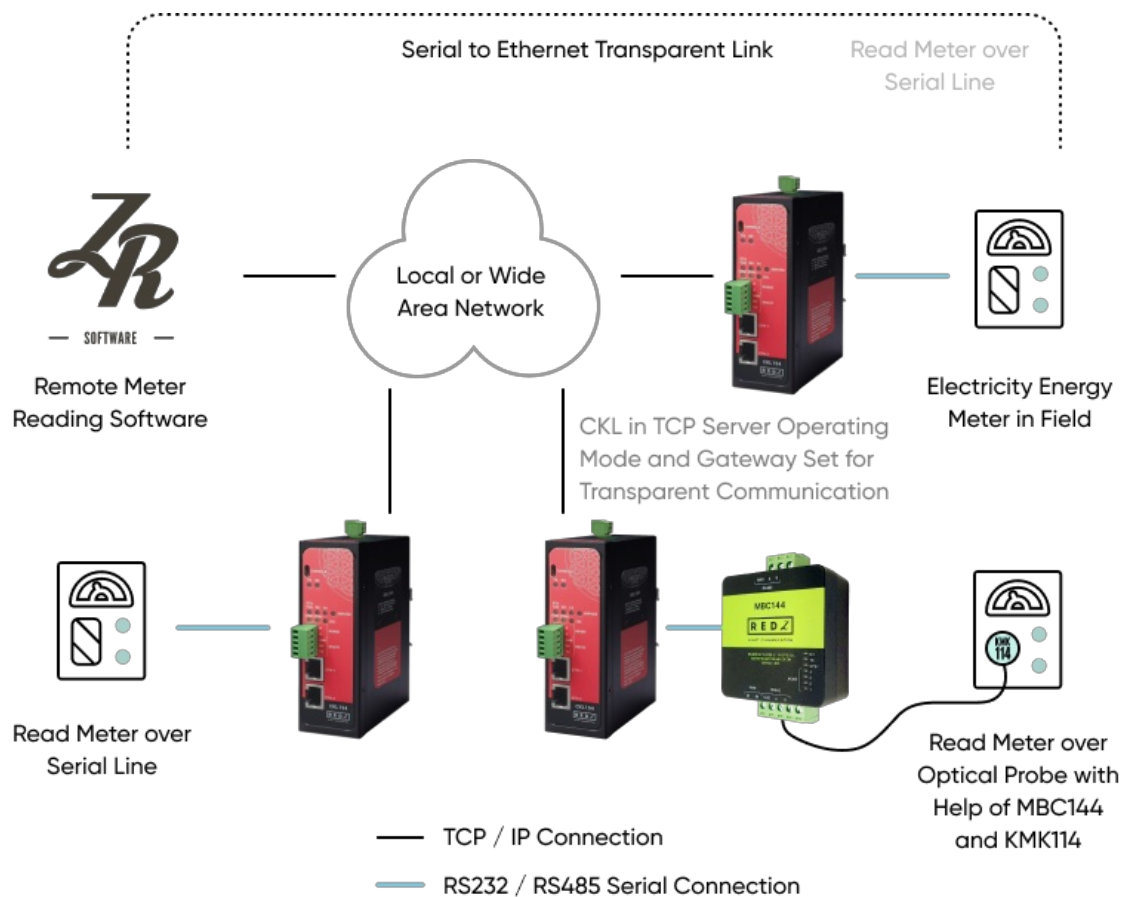 Serial to Ethernet Transparent Link
Read Meter over
Serial Line
ZR
SOFTWARE
Remote Meter
Reading Software
Local or Wide
Area Network
Electricity Energy
Meter in Field
CKL in TCP Server Operating
Mode and Gateway Set for
Transparent Communication
Read Meter over
Serial Line
MBC144
REDZ
KMK
114
Read Meter over
Optical Probe with
Help of MBC144
and KMK114
TCP / IP Connection
RS232 / RS485 Serial Connection